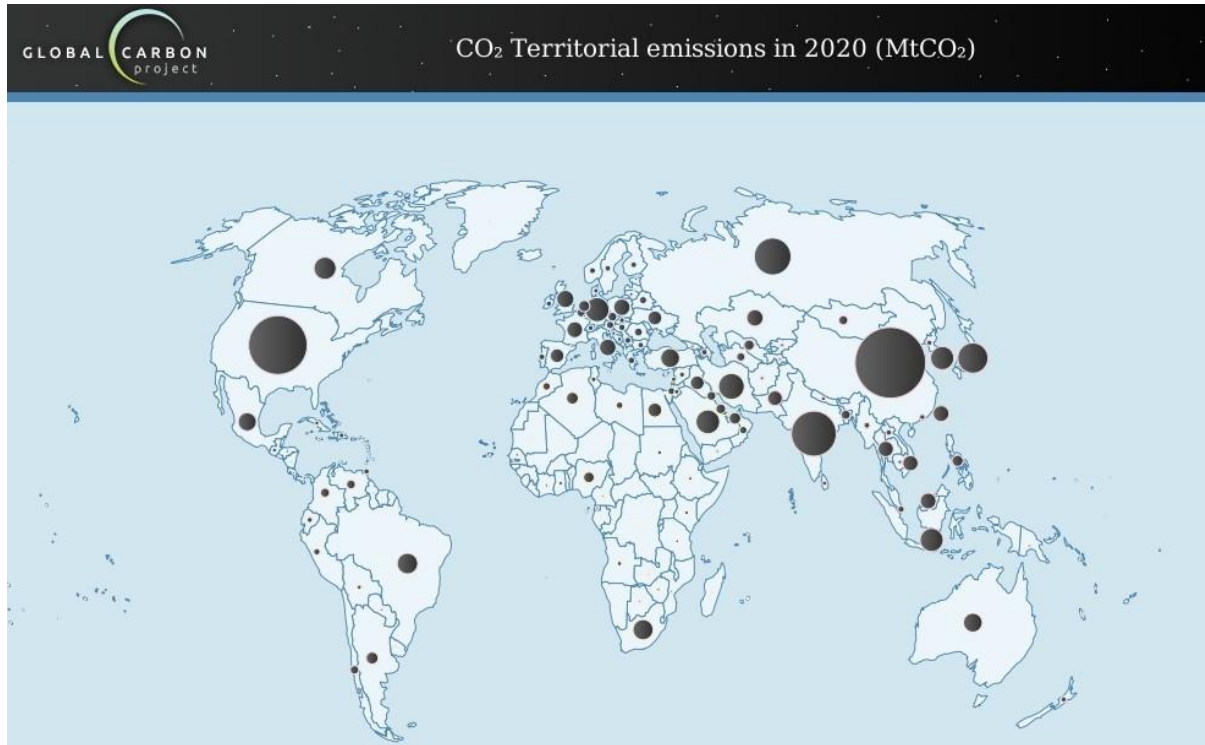 GLOBAL CARBON
project
CO₂ Territorial emissions in 2020 (MtCO₂)